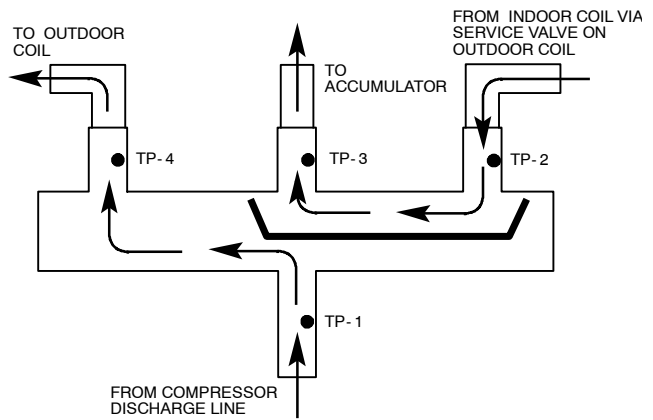 TO OUTDOOR
COIL
TO
ACCUMULATOR
FROM INDOOR COIL VIA
SERVICE VALVE ON
OUTDOOR COIL
TP-4
TP-3
TP-2
TP-1
FROM COMPRESSOR
DISCHARGE LINE